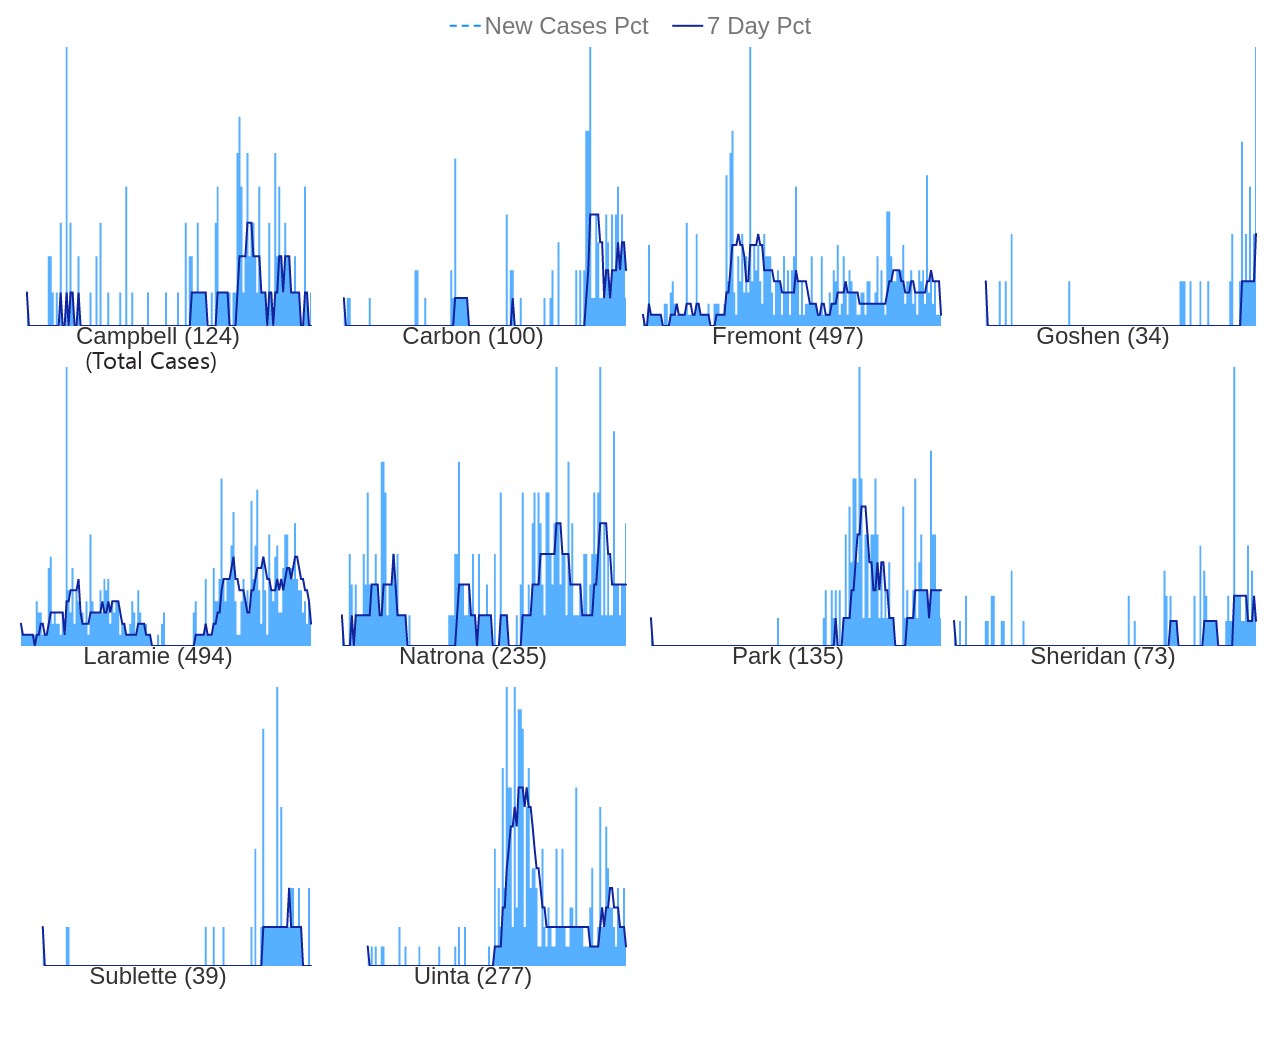 New Cases Pct 7 Day Pct
Campbell (124) Carbon (100) Fremont (497) Goshen (34)
(Total Cases)
Laramie (494) Natrona (235) Park (135) Sheridan (73)
Sublette (39) Uinta (277)